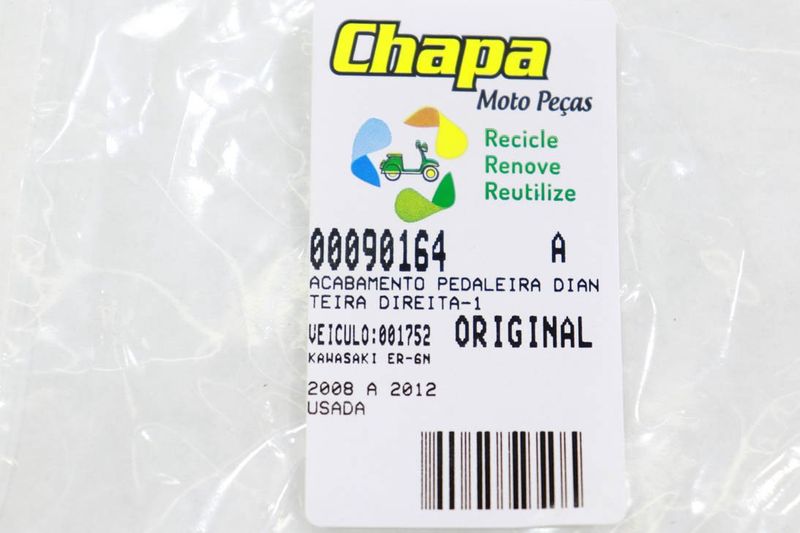 Chapa
Moto Peças
Recicle
Renove
Reutilize
00090164 A
ACABAMENTO PEDALEIRA DIAN
TEIRA DIREITA-1
VEICULO:001752 ORIGINAL
KAWASAKI ER-6N
2008 A 2012
USADA